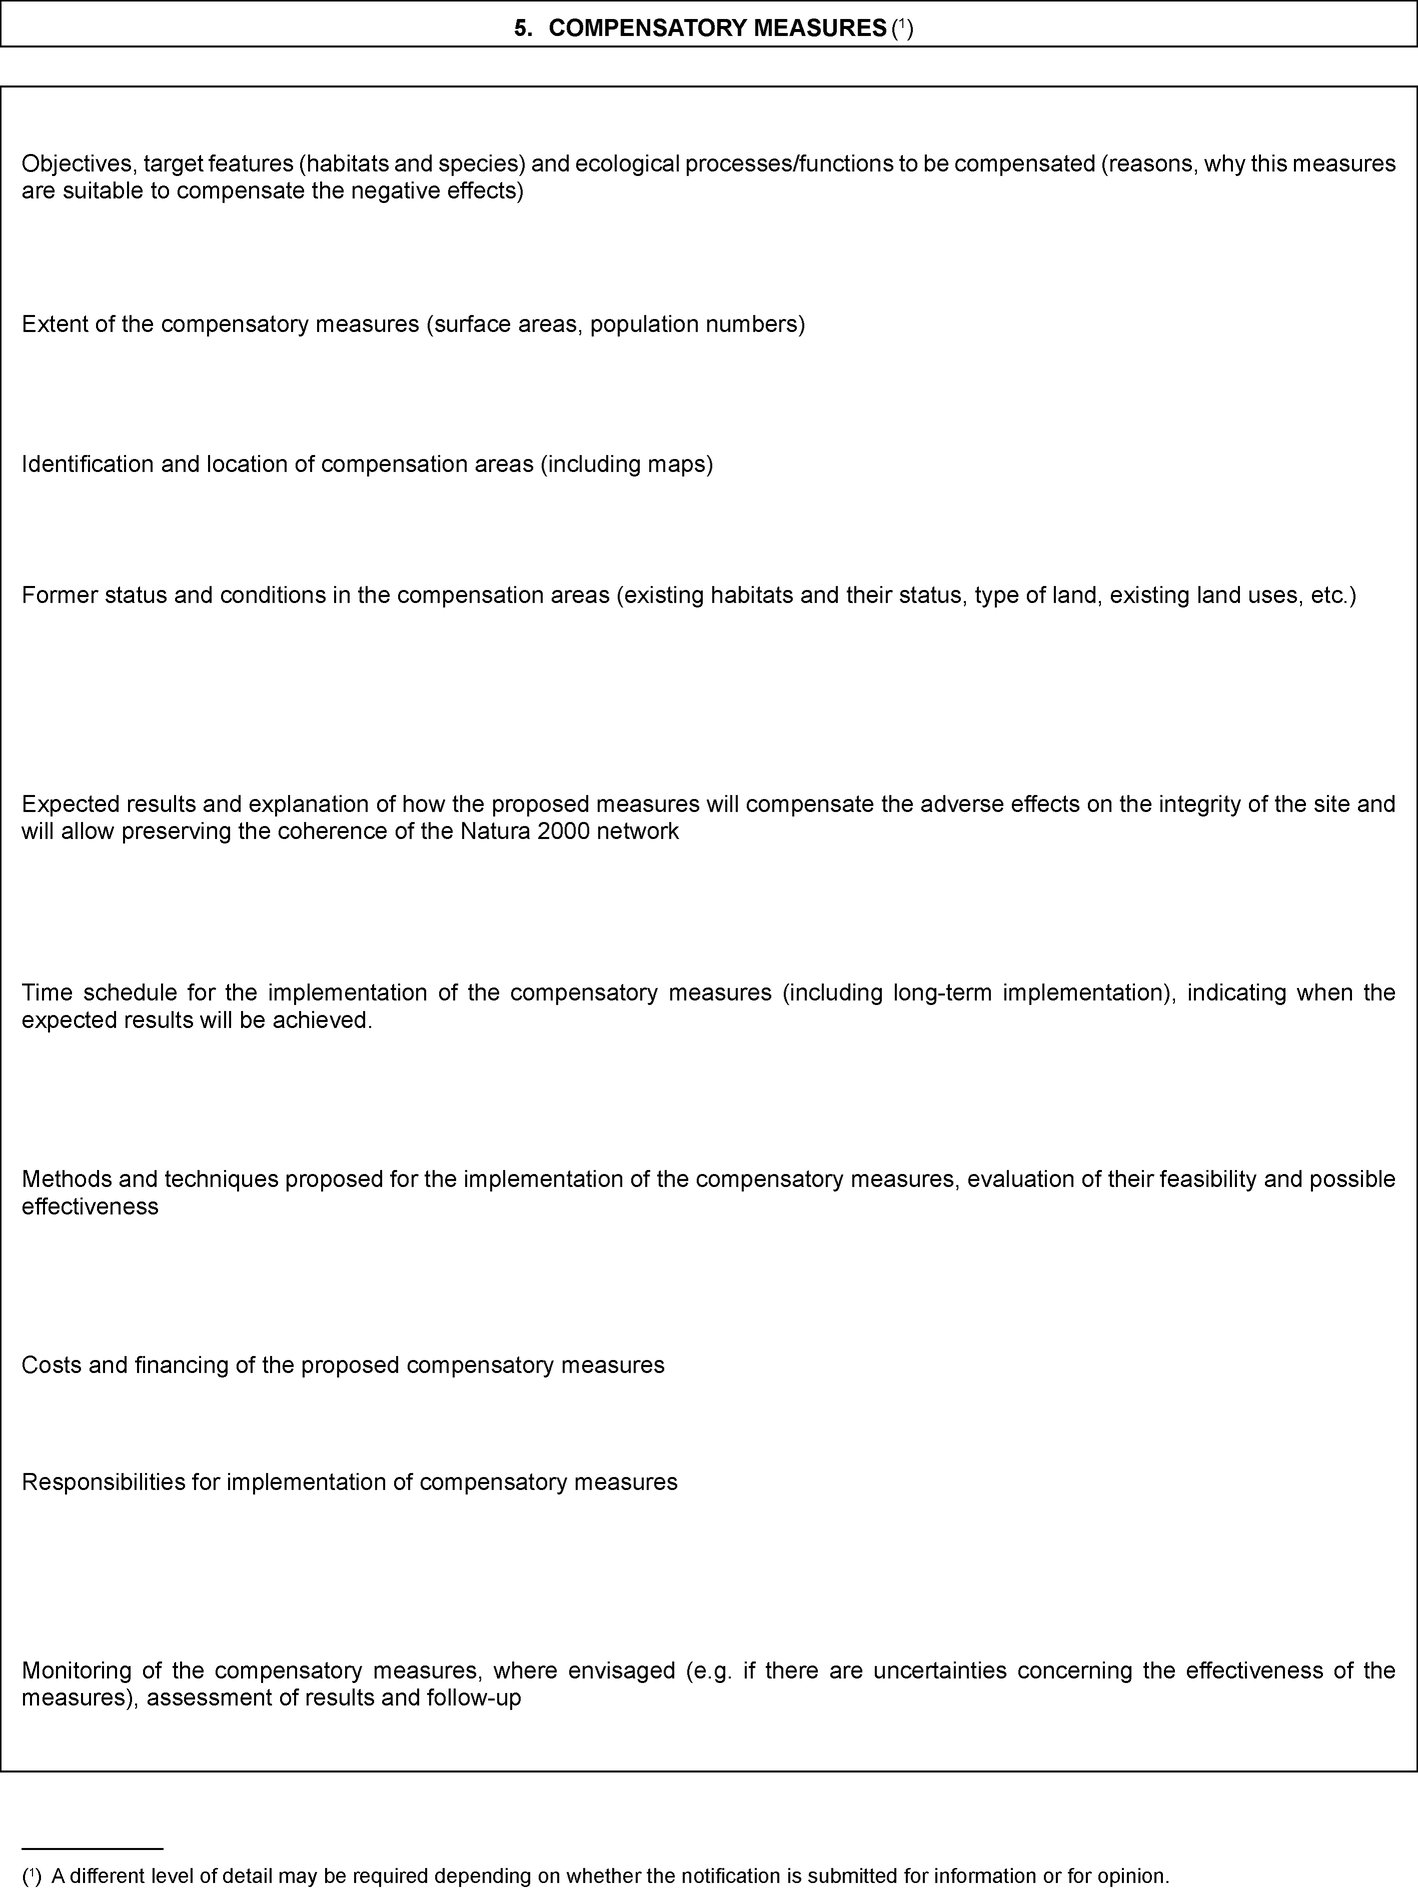 5. COMPENSATORY MEASURES (¹)
Objectives, target features (habitats and species) and ecological processes/functions to be compensated (reasons, why this measures
are suitable to compensate the negative effects)
Extent of the compensatory measures (surface areas, population numbers)
Identification and location of compensation areas (including maps)
Former status and conditions in the compensation areas (existing habitats and their status, type of land, existing land uses, etc.)
Expected results and explanation of how the proposed measures will compensate the adverse effects on the integrity of the site and
will allow preserving the coherence of the Natura 2000 network
Time schedule for the implementation of the compensatory measures (including long-term implementation), indicating when the
expected results will be achieved.
Methods and techniques proposed for the implementation of the compensatory measures, evaluation of their feasibility and possible
effectiveness
Costs and financing of the proposed compensatory measures
Responsibilities for implementation of compensatory measures
Monitoring of the compensatory measures, where envisaged (e.g. if there are uncertainties concerning the effectiveness of the
measures), assessment of results and follow-up
(¹) A different level of detail may be required depending on whether the notification is submitted for information or for opinion.